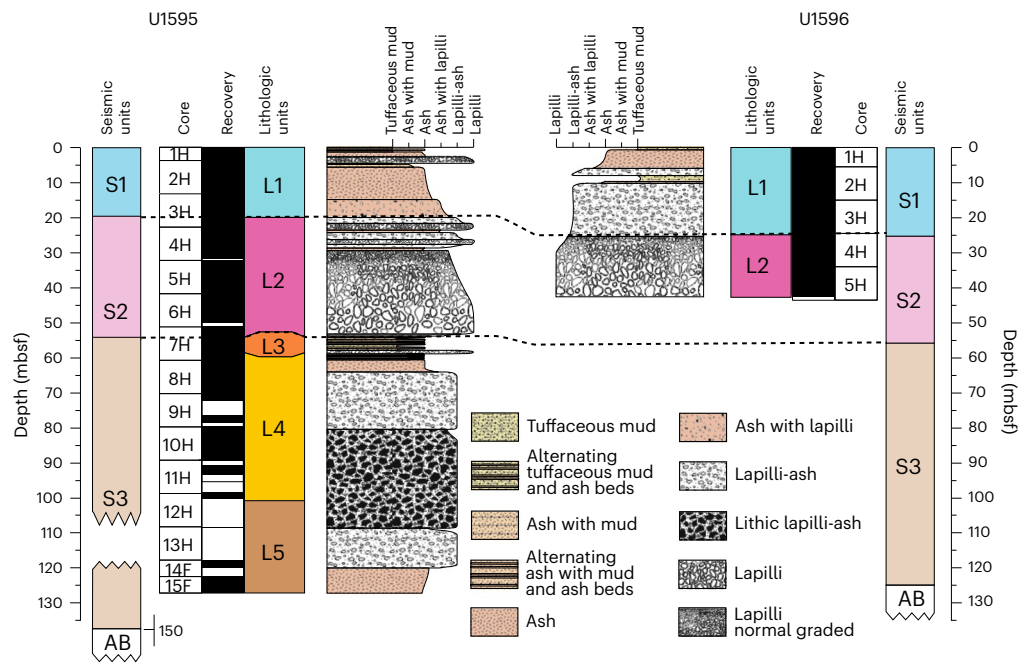 U1595
U1596
Seismic
units
Core
Recovery
Lithologic
units
Tuffaceous mud
Ash with mud
Ash
Ash with lapilli
Lapilli-ash
Lapilli
Lapilli
Lapilli-ash
Ash with lapilli
Ash
Ash with mud
Tuffaceous mud
Lithologic
units
Recovery
Core
Seismic
units
Depth (mbsf)
0
10
20
30
40
50
60
70
80
90
100
110
120
130
S1
S2
S3
AB
150
1H
2H
3H
4H
5H
6H
7H
8H
9H
10H
11H
12H
13H
14F
15F
L1
L2
L3
L4
L5
L1
L2
1H
2H
3H
4H
5H
S1
S2
S3
AB
0
10
20
30
40
50
60
70
80
90
100
110
120
130
Depth (mbsf)
Tuffaceous mud
Alternating
tuffaceous mud
and ash beds
Ash with mud
Alternating
ash with mud
and ash beds
Ash
Ash with lapilli
Lapilli-ash
Lithic lapilli-ash
Lapilli
Lapilli
normal graded